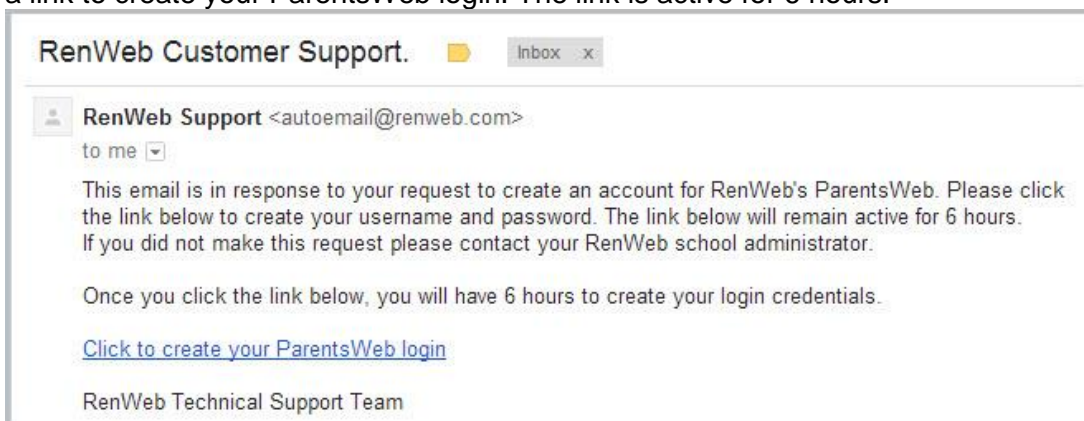 a link to create your ParentsWeb login. The link is active for 6 hours.
RenWeb Customer Support.
Inbox x
RenWeb Support <autoemail@renweb.com>
to me
This email is in response to your request to create an account for RenWeb's ParentsWeb. Please click
the link below to create your username and password. The link below will remain active for 6 hours.
If you did not make this request please contact your RenWeb school administrator.
Once you click the link below, you will have 6 hours to create your login credentials.
Click to create your ParentsWeb login
RenWeb Technical Support Team